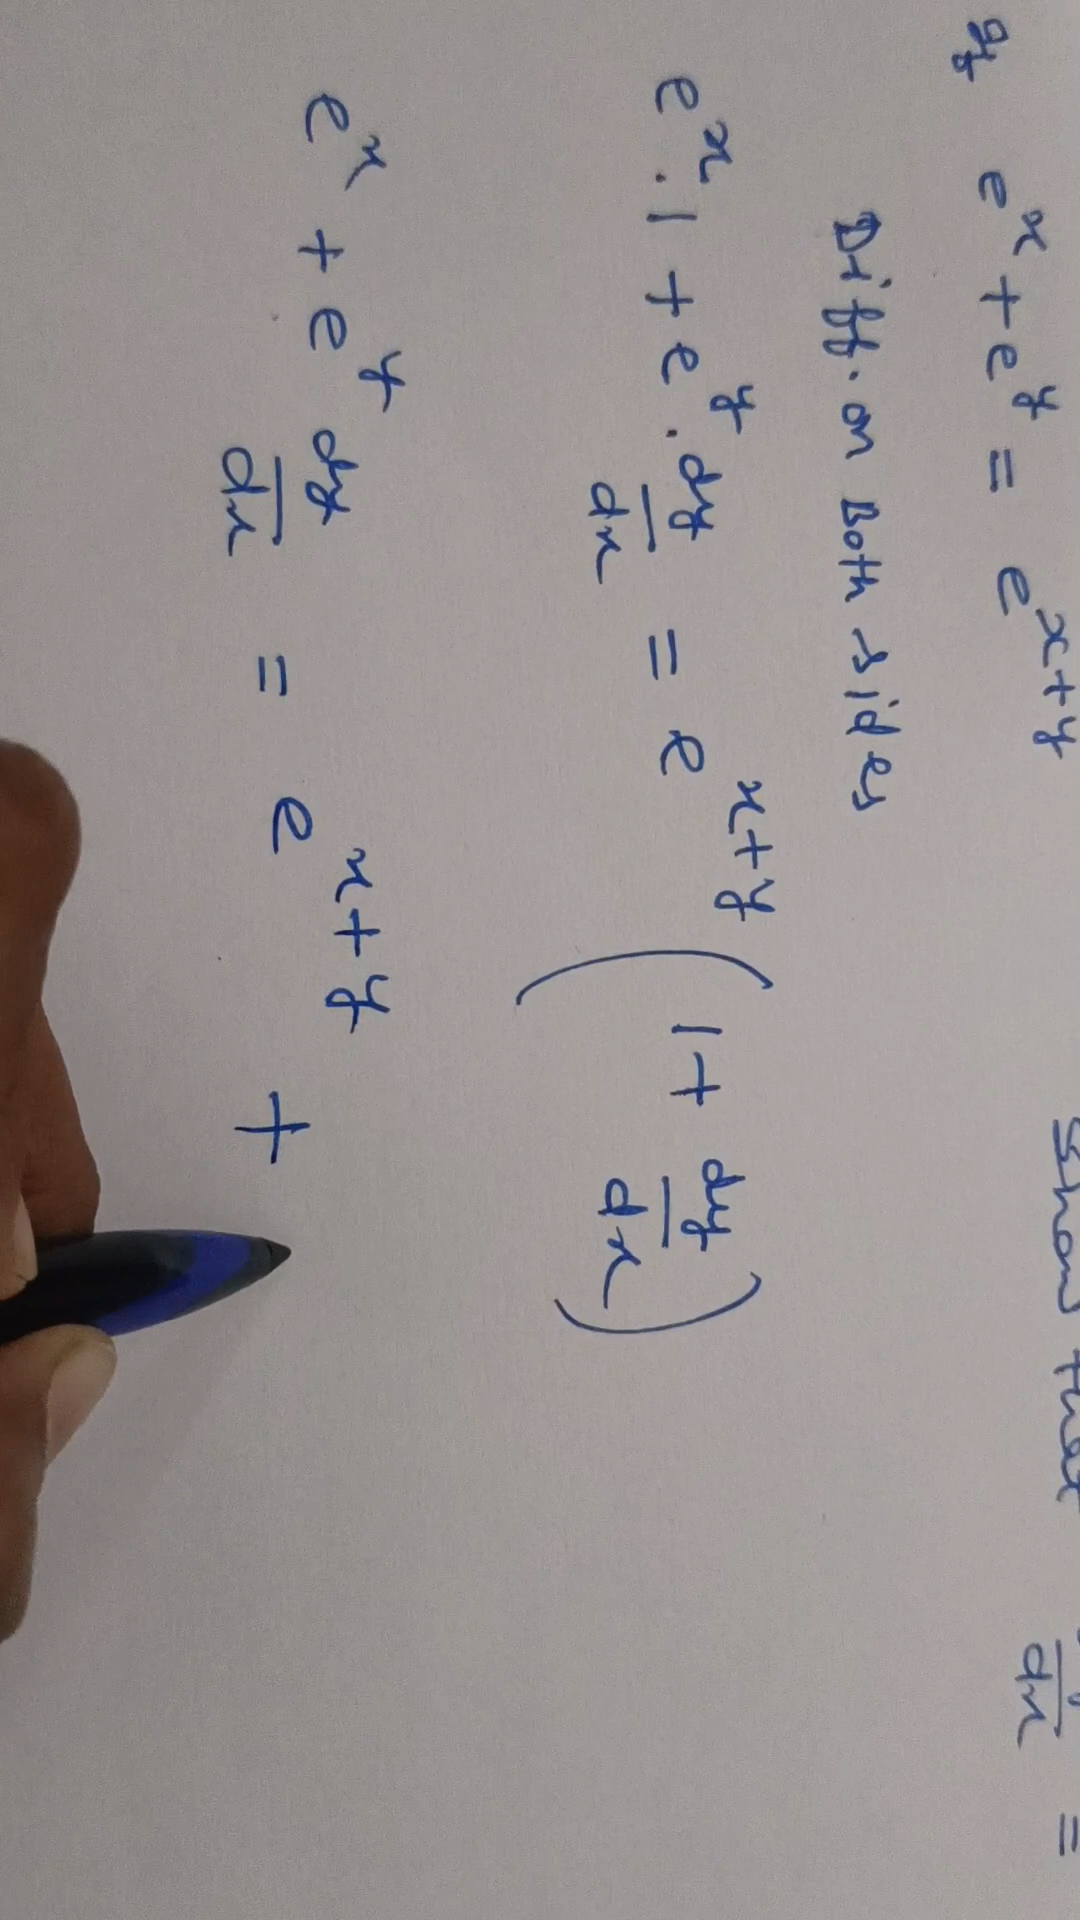 If e^x + e^y = e^{x+y} Show that dy/dx =
Diff. on Both sides
e^x . 1 + e^y . dy/dx = e^{x+y} ( 1 + dy/dx )
e^x + e^y dy/dx = e^{x+y} +